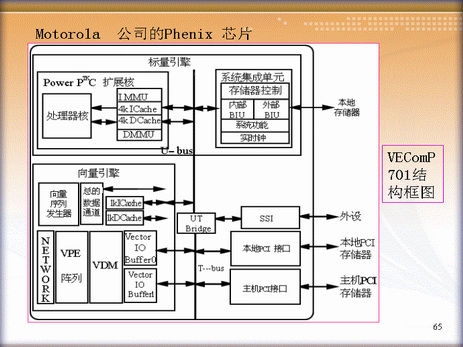 Motorola 公司的Phenix 芯片
标量引擎
Power PTMC 扩展核
处理器核
I MMU
4k ICache
4k DCache
DMMU
系统集成单元
存储器控制
内部
BIU
外部
BIU
系统功能
实时钟
本地
存储器
U-bus
向量引擎
向量
序列
发生器
总的
数据
通道
IkICache
IkDCache
UT
Bridge
SSI
外设
NETWORK
VPE
阵列
VDM
Vector
IO
Buffer0
Vector
IO
Buffer1
T---bus
本地PCI 接口
主机PCI接口
本地PCI
存储器
主机PCI
存储器
VEComP
701结
构框图
65